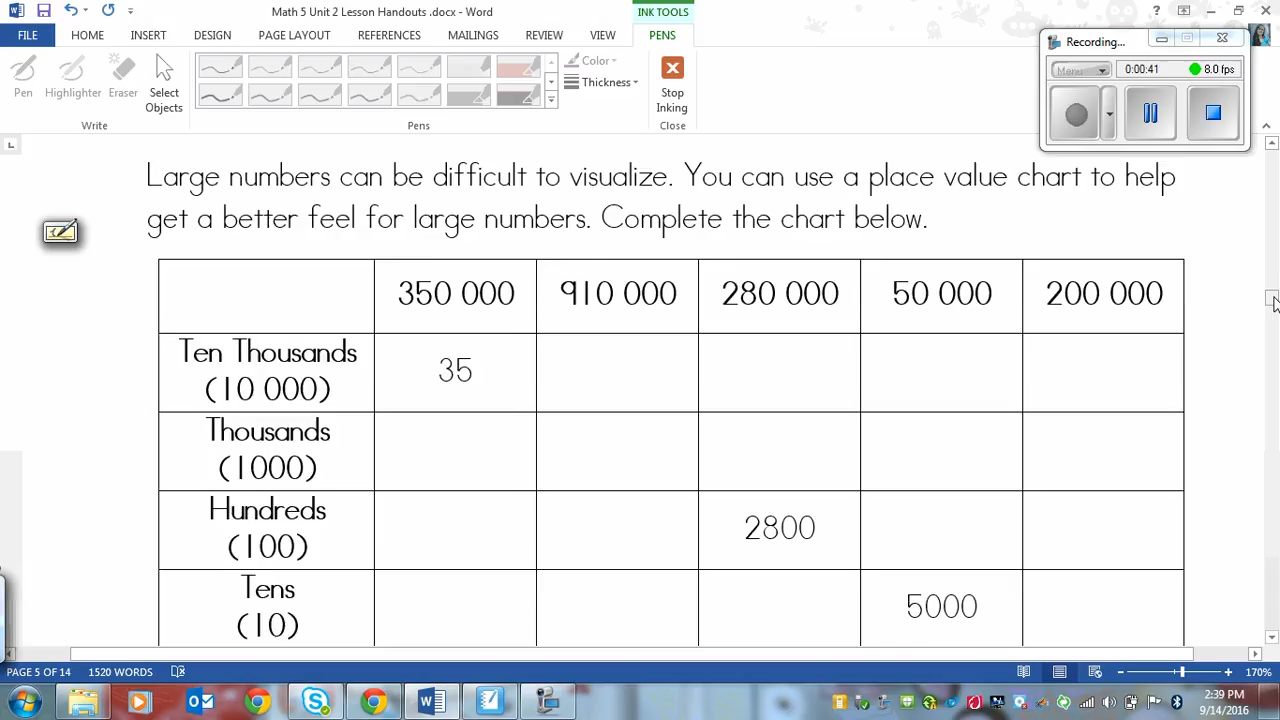 Math 5 Unit 2 Lesson Handouts .docx - Word
INK TOOLS
FILE HOME INSERT DESIGN PAGE LAYOUT REFERENCES MAILINGS REVIEW VIEW PENS
Recording...
Menu
0:00:41
8.0 fps
Pen
Highlighter
Eraser
Select Objects
Color
Thickness
Stop Inking
Write
Pens
Close
Large numbers can be difficult to visualize. You can use a place value chart to help
get a better feel for large numbers. Complete the chart below.
350 000 910 000 280 000 50 000 200 000
Ten Thousands
(10 000)
35
Thousands
(1000)
Hundreds
(100)
2800
Tens
(10)
5000
PAGE 5 OF 14 1520 WORDS
170%
2:39 PM
9/14/2016